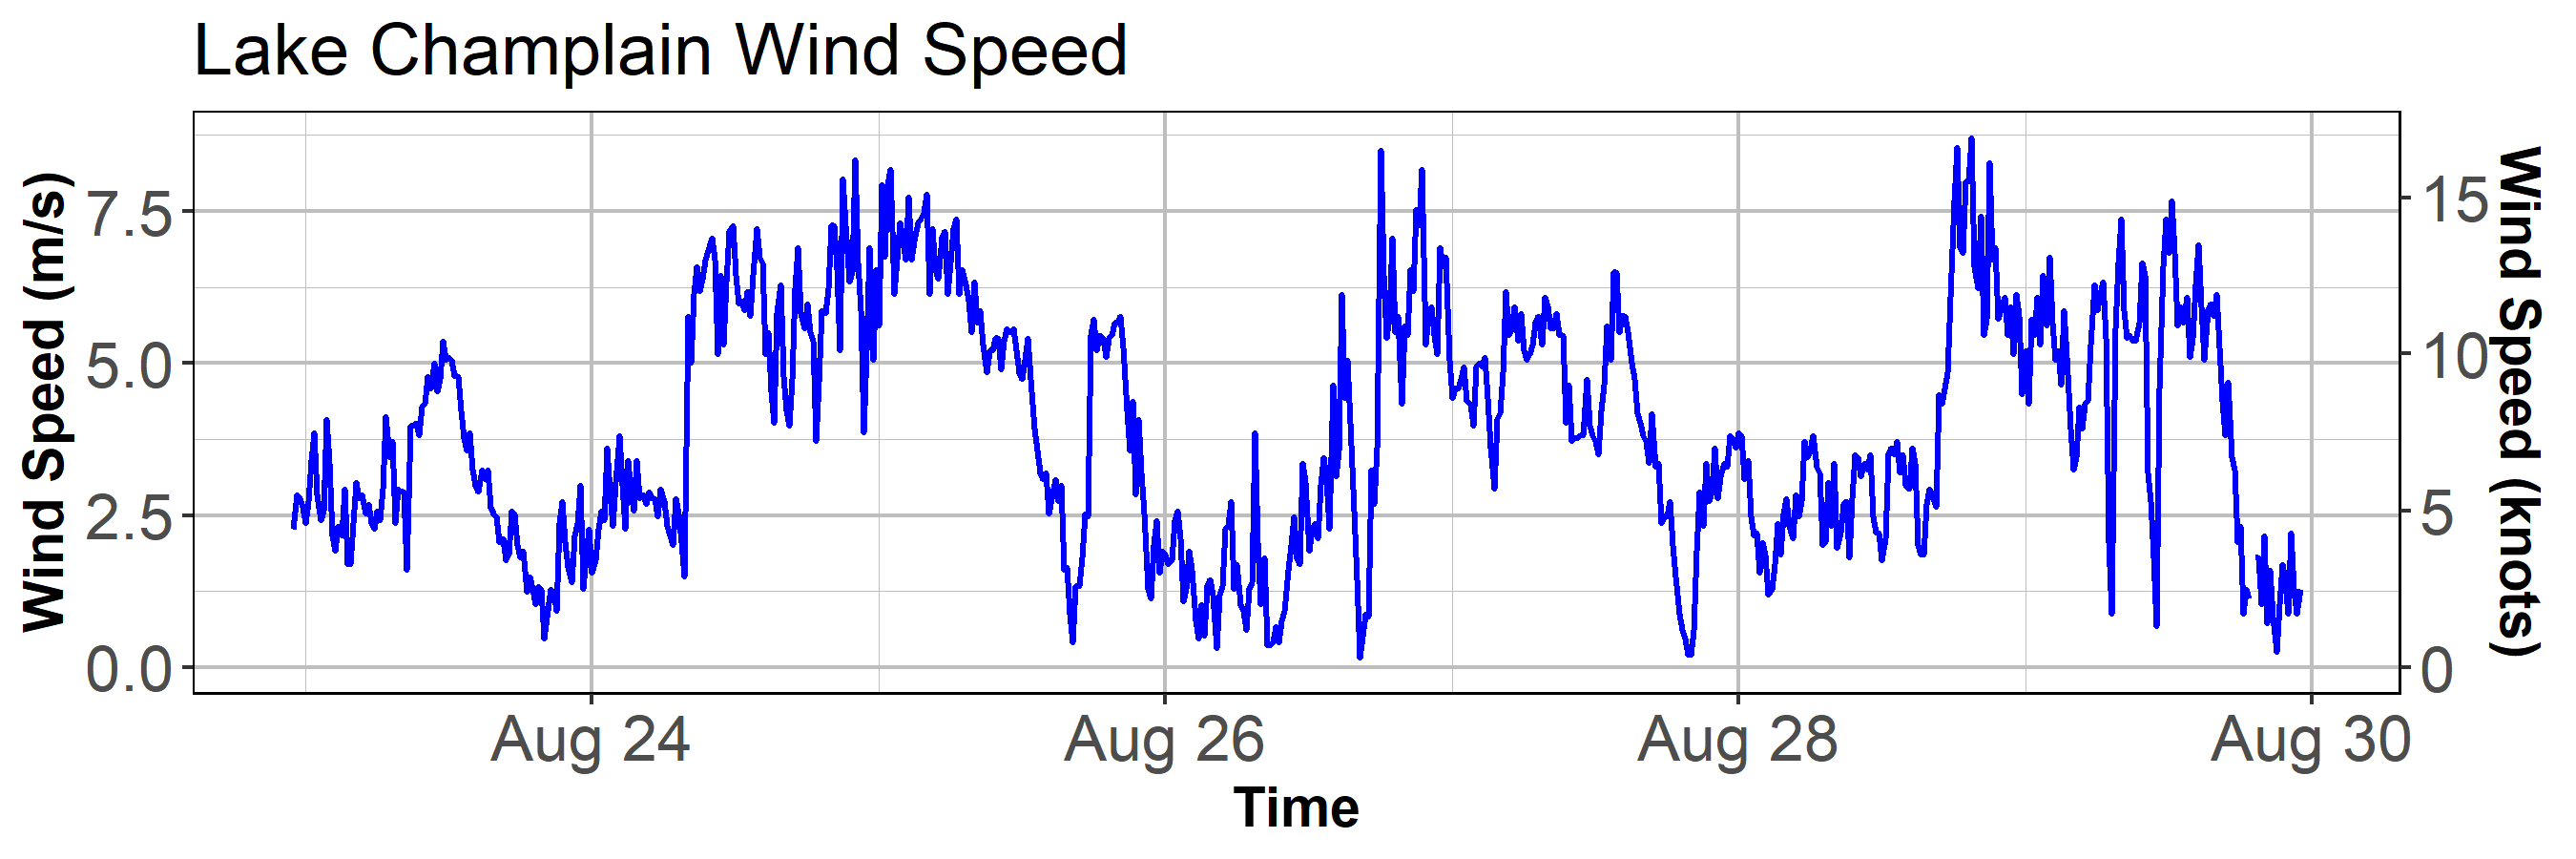 Lake Champlain Wind Speed
Wind Speed (m/s)
7.5
5.0
2.5
0.0
15
10
5
0
Wind Speed (knots)
Aug 24
Aug 26
Aug 28
Aug 30
Time